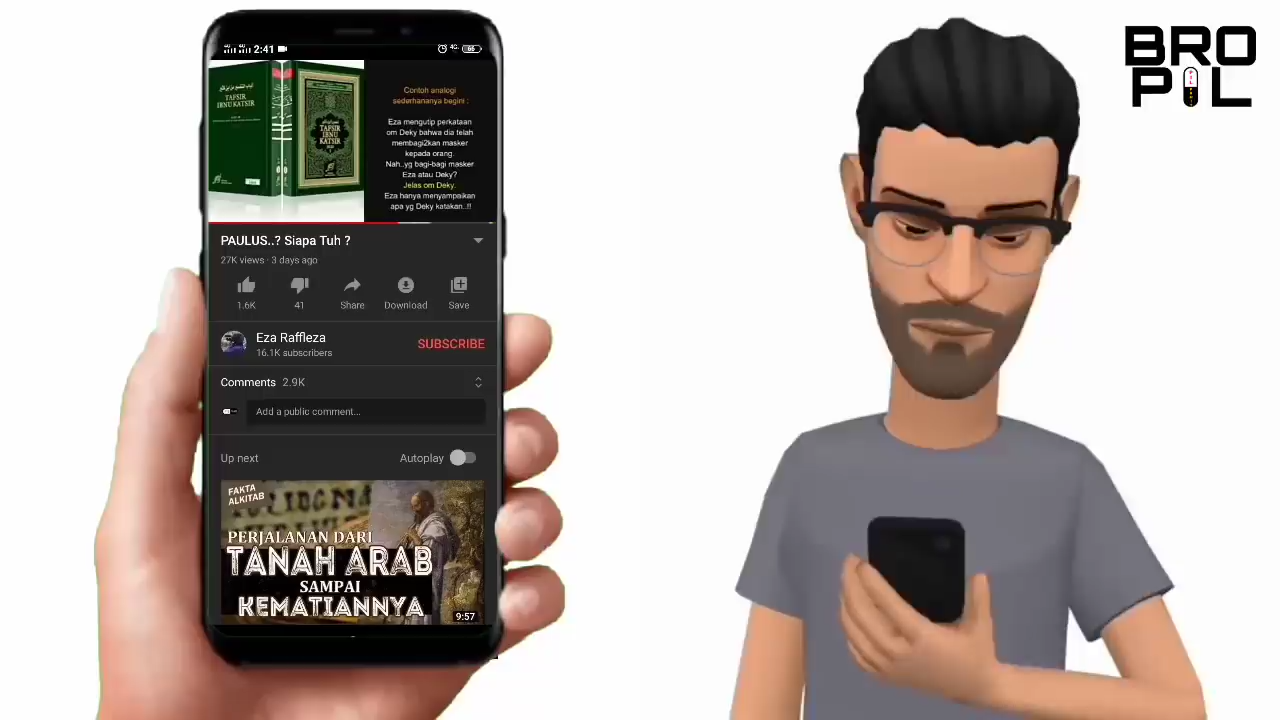 2:41
4G
66
TAFSIR
IBNU KATSIR
TAFSIR
IBNU
KATSIR
Contoh analogi
sederhananya begini :
Eza mengutip perkataan
om Deky bahwa dia telah
membagi2kan masker
kepada orang.
Nah..yg bagi-bagi masker
Eza atau Deky?
Jelas om Deky.
Eza hanya menyampaikan
apa yg Deky katakan..!!
PAULUS..? Siapa Tuh ?
27K views · 3 days ago
1.6K
41
Share
Download
Save
Eza Raffleza
16.1K subscribers
SUBSCRIBE
Comments 2.9K
Add a public comment...
Up next
Autoplay
FAKTA
ALKITAB
PERJALANAN DARI
TANAH ARAB
SAMPAI
KEMATIANNYA
9:57
BRO
PIL